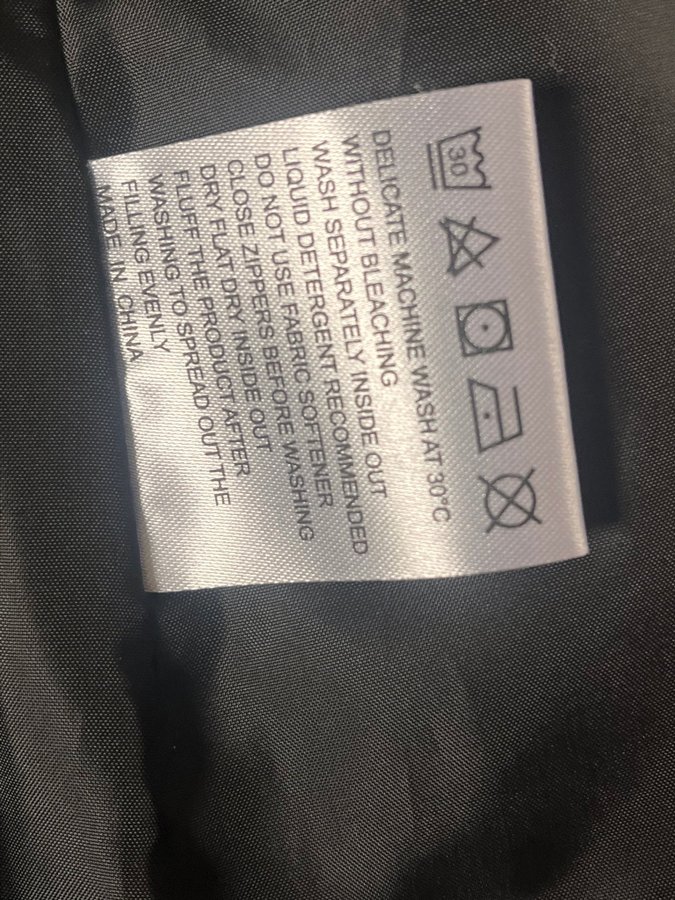 30
DELICATE MACHINE WASH AT 30°C
WITHOUT BLEACHING
WASH SEPARATELY INSIDE OUT
LIQUID DETERGENT RECOMMENDED
DO NOT USE FABRIC SOFTENER
CLOSE ZIPPERS BEFORE WASHING
DRY FLAT DRY INSIDE OUT
FLUFF THE PRODUCT AFTER
WASHING TO SPREAD OUT THE
FILLING EVENLY
MADE IN CHINA